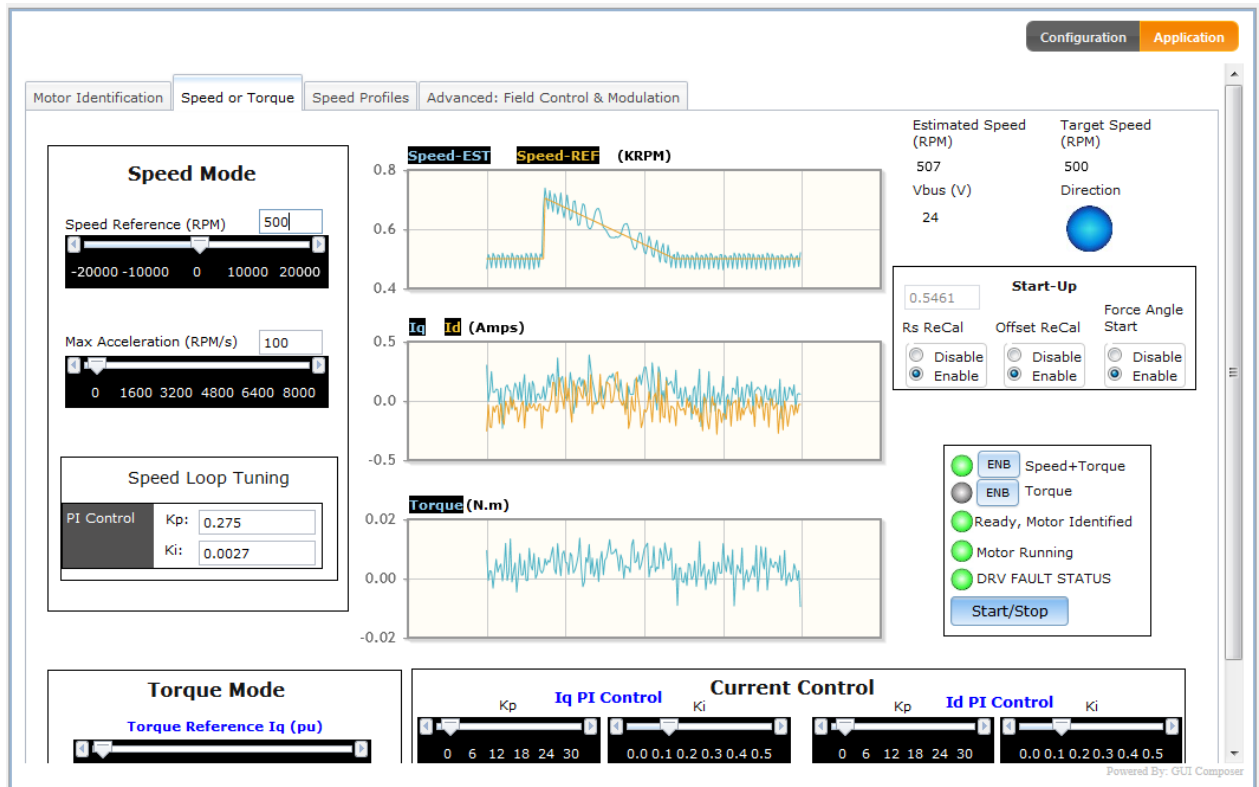 Configuration Application
Motor Identification Speed or Torque Speed Profiles Advanced: Field Control & Modulation
Speed Mode
Speed Reference (RPM) 500
-20000 -10000 0 10000 20000
Max Acceleration (RPM/s) 100
0 1600 3200 4800 6400 8000
Speed Loop Tuning
PI Control
Kp: 0.275
Ki: 0.0027
Speed-EST Speed-REF (KRPM)
0.8
0.6
0.4
Iq Id (Amps)
0.5
0.0
-0.5
Torque (N.m)
0.02
0.00
-0.02
Estimated Speed
(RPM)
507
Target Speed
(RPM)
500
Vbus (V)
24
Direction
Start-Up
0.5461
Rs ReCal
Disable
Enable
Offset ReCal
Disable
Enable
Force Angle
Start
Disable
Enable
ENB Speed+Torque
ENB Torque
Ready, Motor Identified
Motor Running
DRV FAULT STATUS
Start/Stop
Torque Mode
Torque Reference Iq (pu)
Current Control
Iq PI Control
Kp
0 6 12 18 24 30
Ki
0.0 0.1 0.2 0.3 0.4 0.5
Id PI Control
Kp
0 6 12 18 24 30
Ki
0.0 0.1 0.2 0.3 0.4 0.5
Powered By: GUI Composer